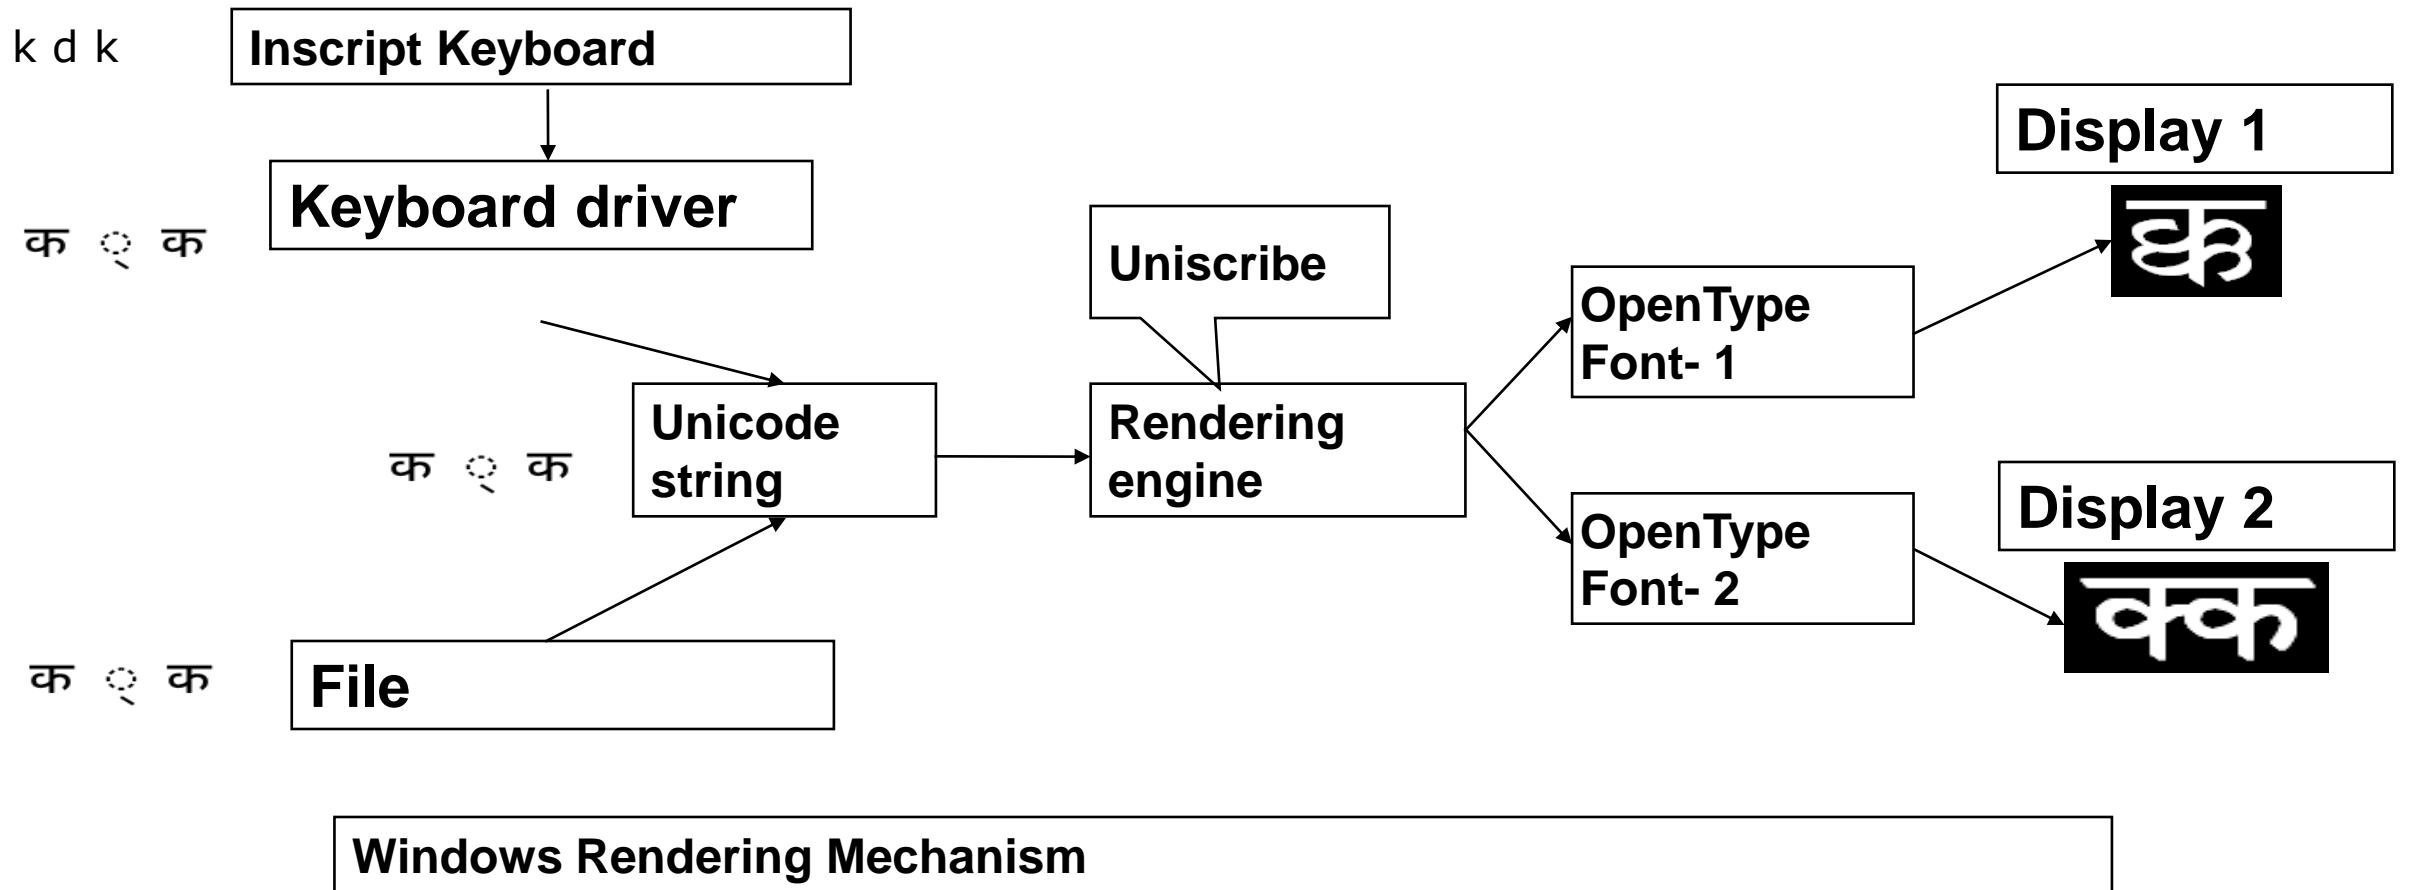 k d k
Inscript Keyboard
Keyboard driver
क ् क
Unicode
string
क ् क
File
क ् क
Uniscribe
Rendering
engine
OpenType
Font- 1
OpenType
Font- 2
Display 1
क्क
Display 2
क्क
Windows Rendering Mechanism